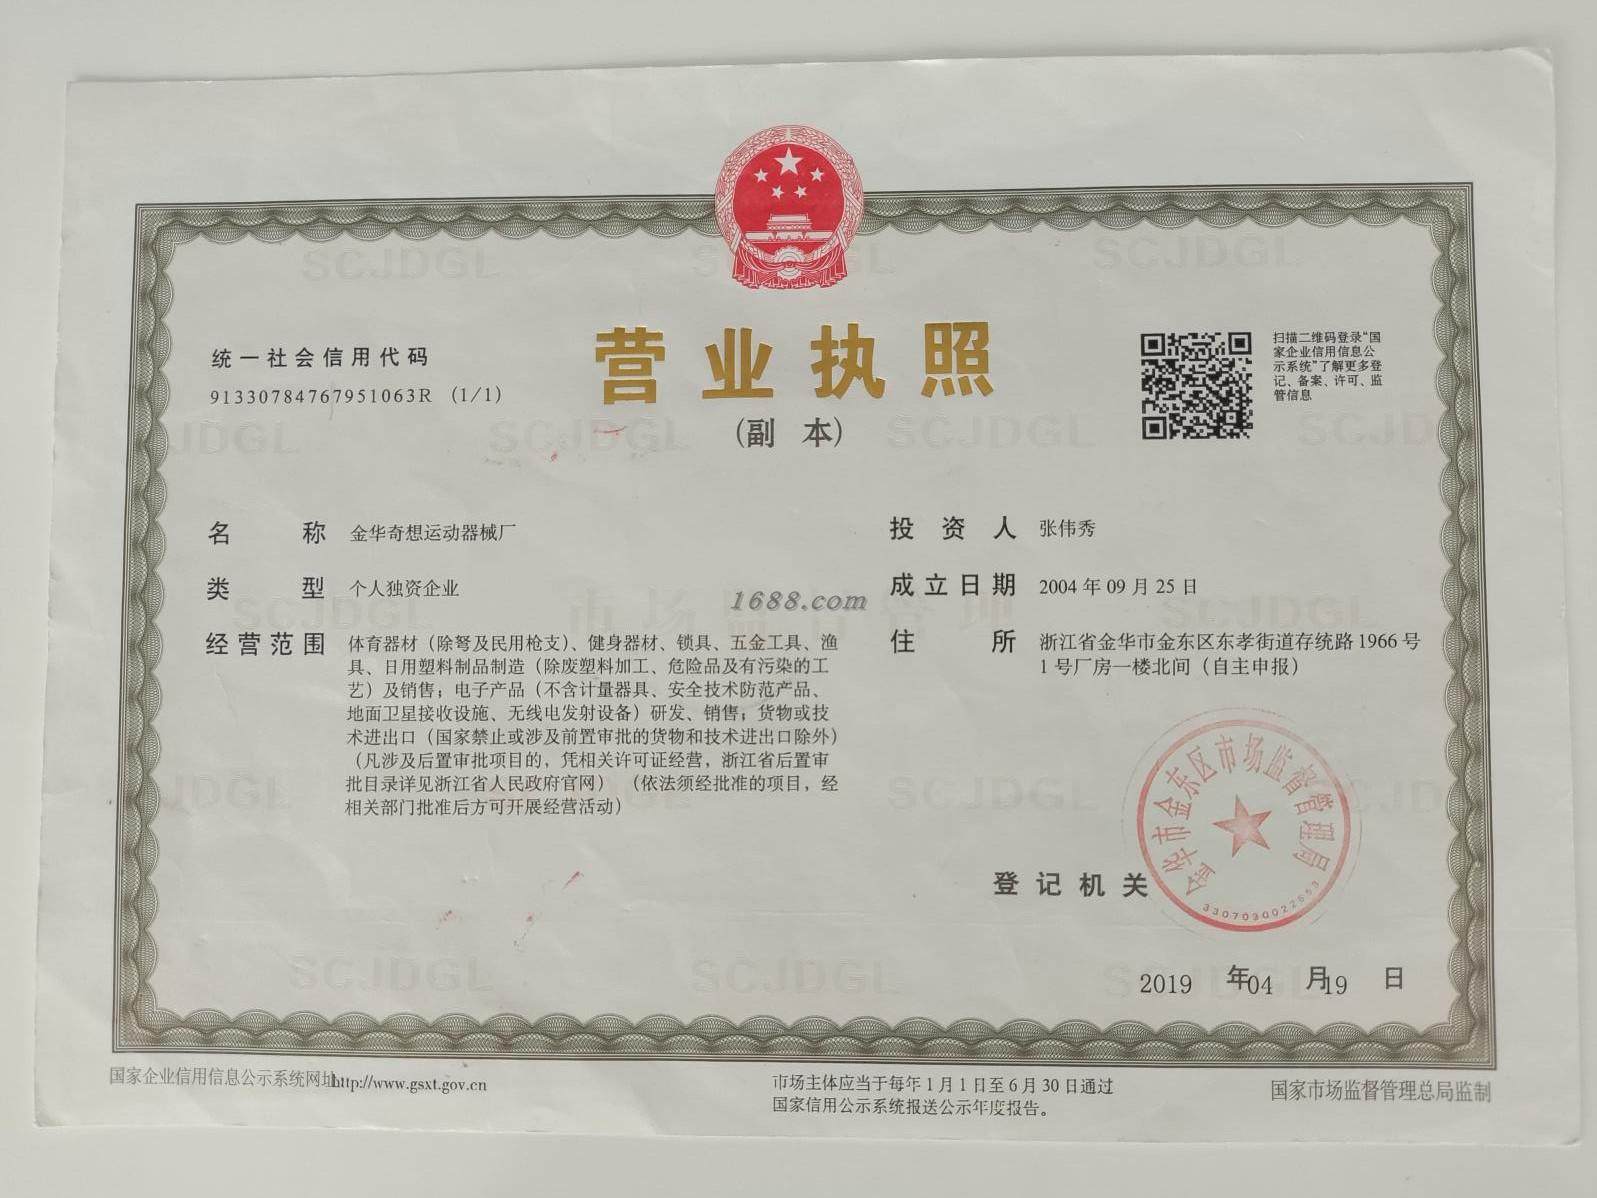 统一社会信用代码
91330784767951063R (1/1)
营业执照
(副 本)
扫描二维码登录“国
家企业信用信息公
示系统”了解更多登
记、备案、许可、监
管信息
名 称 金华奇想运动器械厂
类 型 个人独资企业
经营范围 体育器材（除弩及民用枪支）、健身器材、锁具、五金工具、渔
具、日用塑料制品制造（除废塑料加工、危险品及有污染的工
艺）及销售；电子产品（不含计量器具、安全技术防范产品、
地面卫星接收设施、无线电发射设备）研发、销售；货物或技
术进出口（国家禁止或涉及前置审批的货物和技术进出口除外）
（凡涉及后置审批项目的，凭相关许可证经营，浙江省后置审
批目录详见浙江省人民政府官网）（依法须经批准的项目，经
相关部门批准后方可开展经营活动）
投资人 张伟秀
成立日期 2004 年 09 月 25 日
住 所 浙江省金华市金东区东孝街道存统路 1966 号
1 号厂房一楼北间（自主申报）
1688.com
登记机关
金华市金东区市场监督管理局
3307030022653
2019 年 04 月 19 日
国家企业信用信息公示系统网址http://www.gsxt.gov.cn
市场主体应当于每年 1 月 1 日至 6 月 30 日通过
国家信用公示系统报送公示年度报告。
国家市场监督管理总局监制
SCJDGL